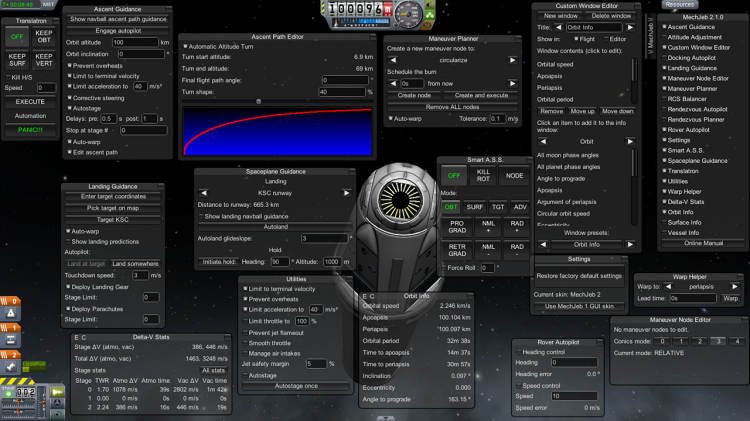 T+ 00:08:49 MET
Translatron
OFF
KEEP OBT
KEEP SURF
KEEP VERT
Kill H/S
Speed 0
EXECUTE
Automation
PANIC!!!
Ascent Guidance
Show navball ascent path guidance
Engage autopilot
Orbit altitude 100 km
Orbit inclination 0 °
Prevent overheats
Limit to terminal velocity
Limit acceleration to 40 m/s²
Corrective steering
Autostage
Delays: pre: 0.5 s post: 1 s
Stop at stage # 0
Auto-warp
Edit ascent path
Ascent Path Editor
Automatic Altitude Turn
Turn start altitude: 6.9 km
Turn end altitude: 69 km
Final flight path angle: 0 °
Turn shape: 40 %
100096
ATMOSPHERE
Maneuver Planner
Create a new maneuver node to:
◀ circularize ▶
Schedule the burn
◀ 0s from now ▶
Create node
Create and execute
Remove ALL nodes
Auto-warp Tolerance: 0.1 m/s
Custom Window Editor
New window
Delete window
Title: Orbit Info
Show in: Flight Editor
Window contents (click to edit):
Orbital speed
Apoapsis
Periapsis
Orbital period
Remove
Move up
Move down
Click an item to add it to the info window:
◀ Orbit ▶
All moon phase angles
All planet phase angles
Angle to prograde
Apoapsis
Argument of periapsis
Circular orbit speed
Eccentricity
Window presets:
◀ Orbit Info ▶
Resources
/\ MechJeb \/
MechJeb 2.1.0
Ascent Guidance
Attitude Adjustment
Custom Window Editor
Docking Autopilot
Landing Guidance
Maneuver Node Editor
Maneuver Planner
RCS Balancer
Rendezvous Autopilot
Rendezvous Planner
Rover Autopilot
Settings
Smart A.S.S.
Spaceplane Guidance
Translatron
Utilities
Warp Helper
Delta-V Stats
Orbit Info
Surface Info
Vessel Info
Online Manual
Landing Guidance
Enter target coordinates
Pick target on map
Target KSC
Auto-warp
Show landing predictions
Autopilot:
Land at target
Land somewhere
Touchdown speed: 3 m/s
Deploy Landing Gear
Stage Limit: 0
Deploy Parachutes
Stage Limit: 0
Spaceplane Guidance
Landing
◀ KSC runway ▶
Distance to runway: 665.3 km
Show landing navball guidance
Autoland
Autoland glideslope: 3 °
Hold
Initiate hold: Heading: 90 ° Altitude: 1000 m
Smart A.S.S.
OFF
KILL ROT
NODE
Mode:
OBT
SURF
TGT
ADV
PRO GRAD
NML +
RAD +
RETR GRAD
NML -
RAD -
Force Roll : 0 °
Settings
Restore factory default settings
Current skin: MechJeb 2
Use MechJeb 1 GUI skin
Warp Helper
Warp to: ◀ periapsis ▶
Lead time: 0s Warp
Utilities
Limit to terminal velocity
Prevent overheats
Limit acceleration to 40 m/s²
Limit throttle to 100 %
Prevent jet flameout
Smooth throttle
Manage air intakes
Jet safety margin 5 %
Autostage
Autostage once
E C Orbit Info
Orbital speed 2.246 km/s
Apoapsis 100.104 km
Periapsis 100.097 km
Orbital period 32m 38s
Time to apoapsis 14m 37s
Time to periapsis 30m 57s
Inclination 0.097 °
Eccentricity 0.000
Angle to prograde 163.15 °
Maneuver Node Editor
No maneuver nodes to edit.
Conics mode: 0 1 2 3 4
Current mode: RELATIVE
Rover Autopilot
Heading control
Heading 0
Heading error 0.0 °
Speed control
Speed 10
Speed error 0 m/s
E C Delta-V Stats
Stage ΔV (atmo, vac) 386, 446 m/s
Total ΔV (atmo, vac) 1463, 3248 m/s
Stage stats All stats
Stage TWR Atmo ΔV Atmo time Vac ΔV Vac time
0 1.70 1078 m/s 39s 2802 m/s 1m 42s
1 0.00 0 m/s 0s 0 m/s 0s
2 2.24 386 m/s 16s 446 m/s 19s